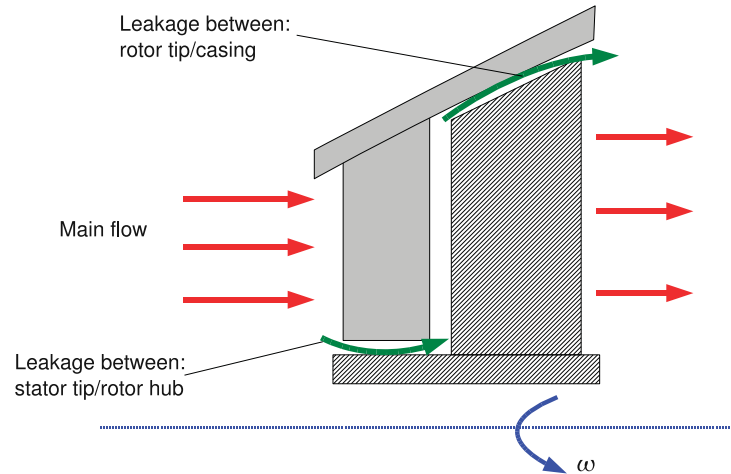 Leakage between:
rotor tip/casing
Main flow
Leakage between:
stator tip/rotor hub
ω